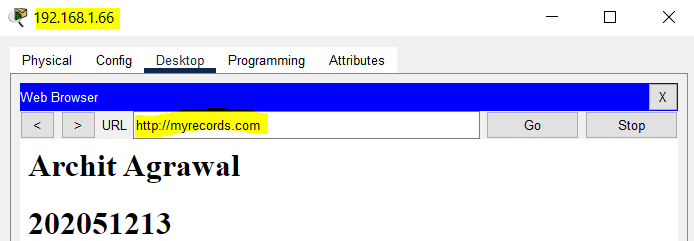 192.168.1.66
Physical Config Desktop Programming Attributes
Web Browser X
< > URL http://myrecords.com Go Stop
Archit Agrawal
202051213